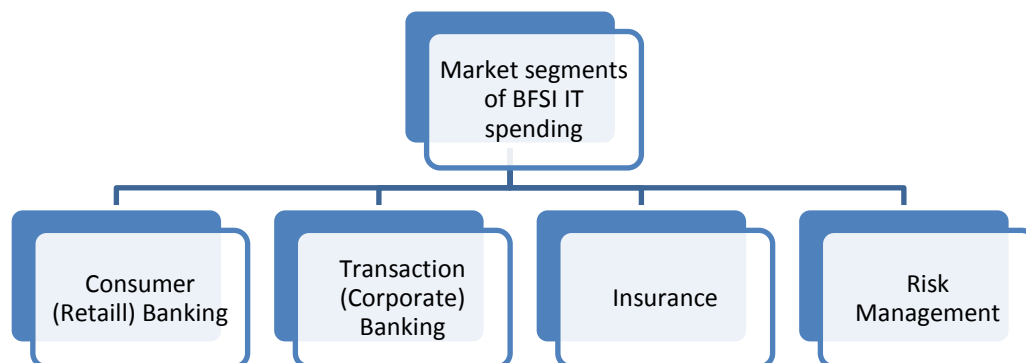 Market segments
of BFSI IT
spending
Consumer
(Retaill) Banking
Transaction
(Corporate)
Banking
Insurance
Risk
Management